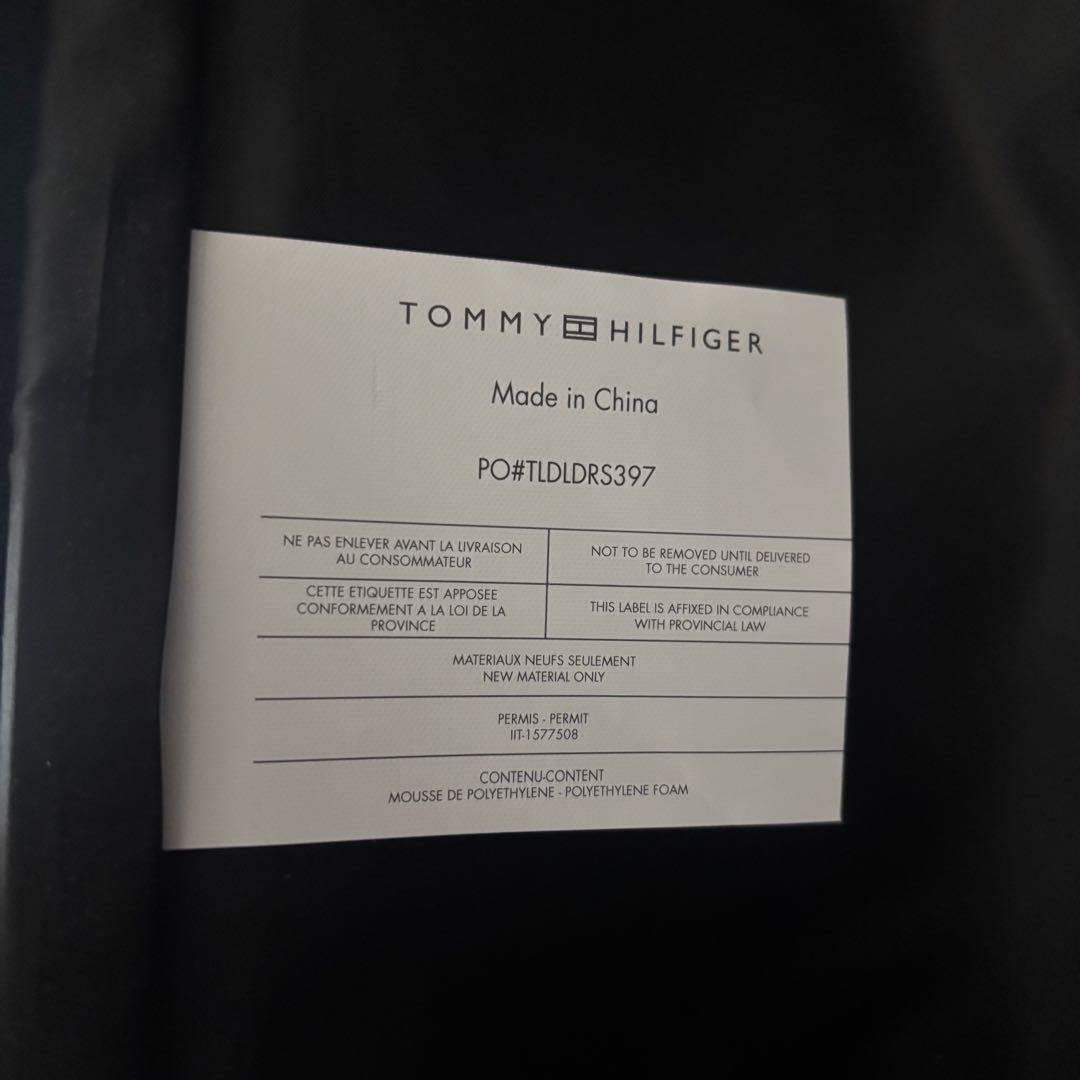 TOMMY HILFIGER
Made in China
PO#TLDLDRS397
NE PAS ENLEVER AVANT LA LIVRAISON
AU CONSOMMATEUR
NOT TO BE REMOVED UNTIL DELIVERED
TO THE CONSUMER
CETTE ETIQUETTE EST APPOSEE
CONFORMEMENT A LA LOI DE LA
PROVINCE
THIS LABEL IS AFFIXED IN COMPLIANCE
WITH PROVINCIAL LAW
MATERIAUX NEUFS SEULEMENT
NEW MATERIAL ONLY
PERMIS - PERMIT
IIT-1577508
CONTENU-CONTENT
MOUSSE DE POLYETHYLENE - POLYETHYLENE FOAM